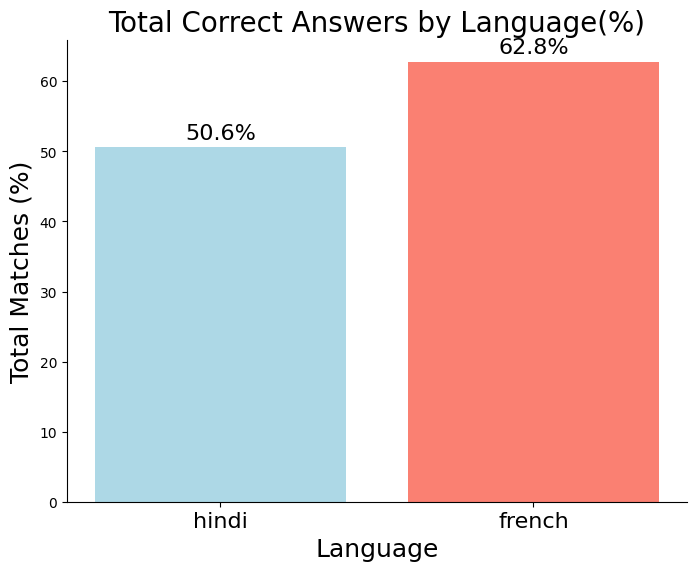 Total Correct Answers by Language(%)
62.8%
50.6%
60
50
40
30
20
10
0
Total Matches (%)
hindi
french
Language